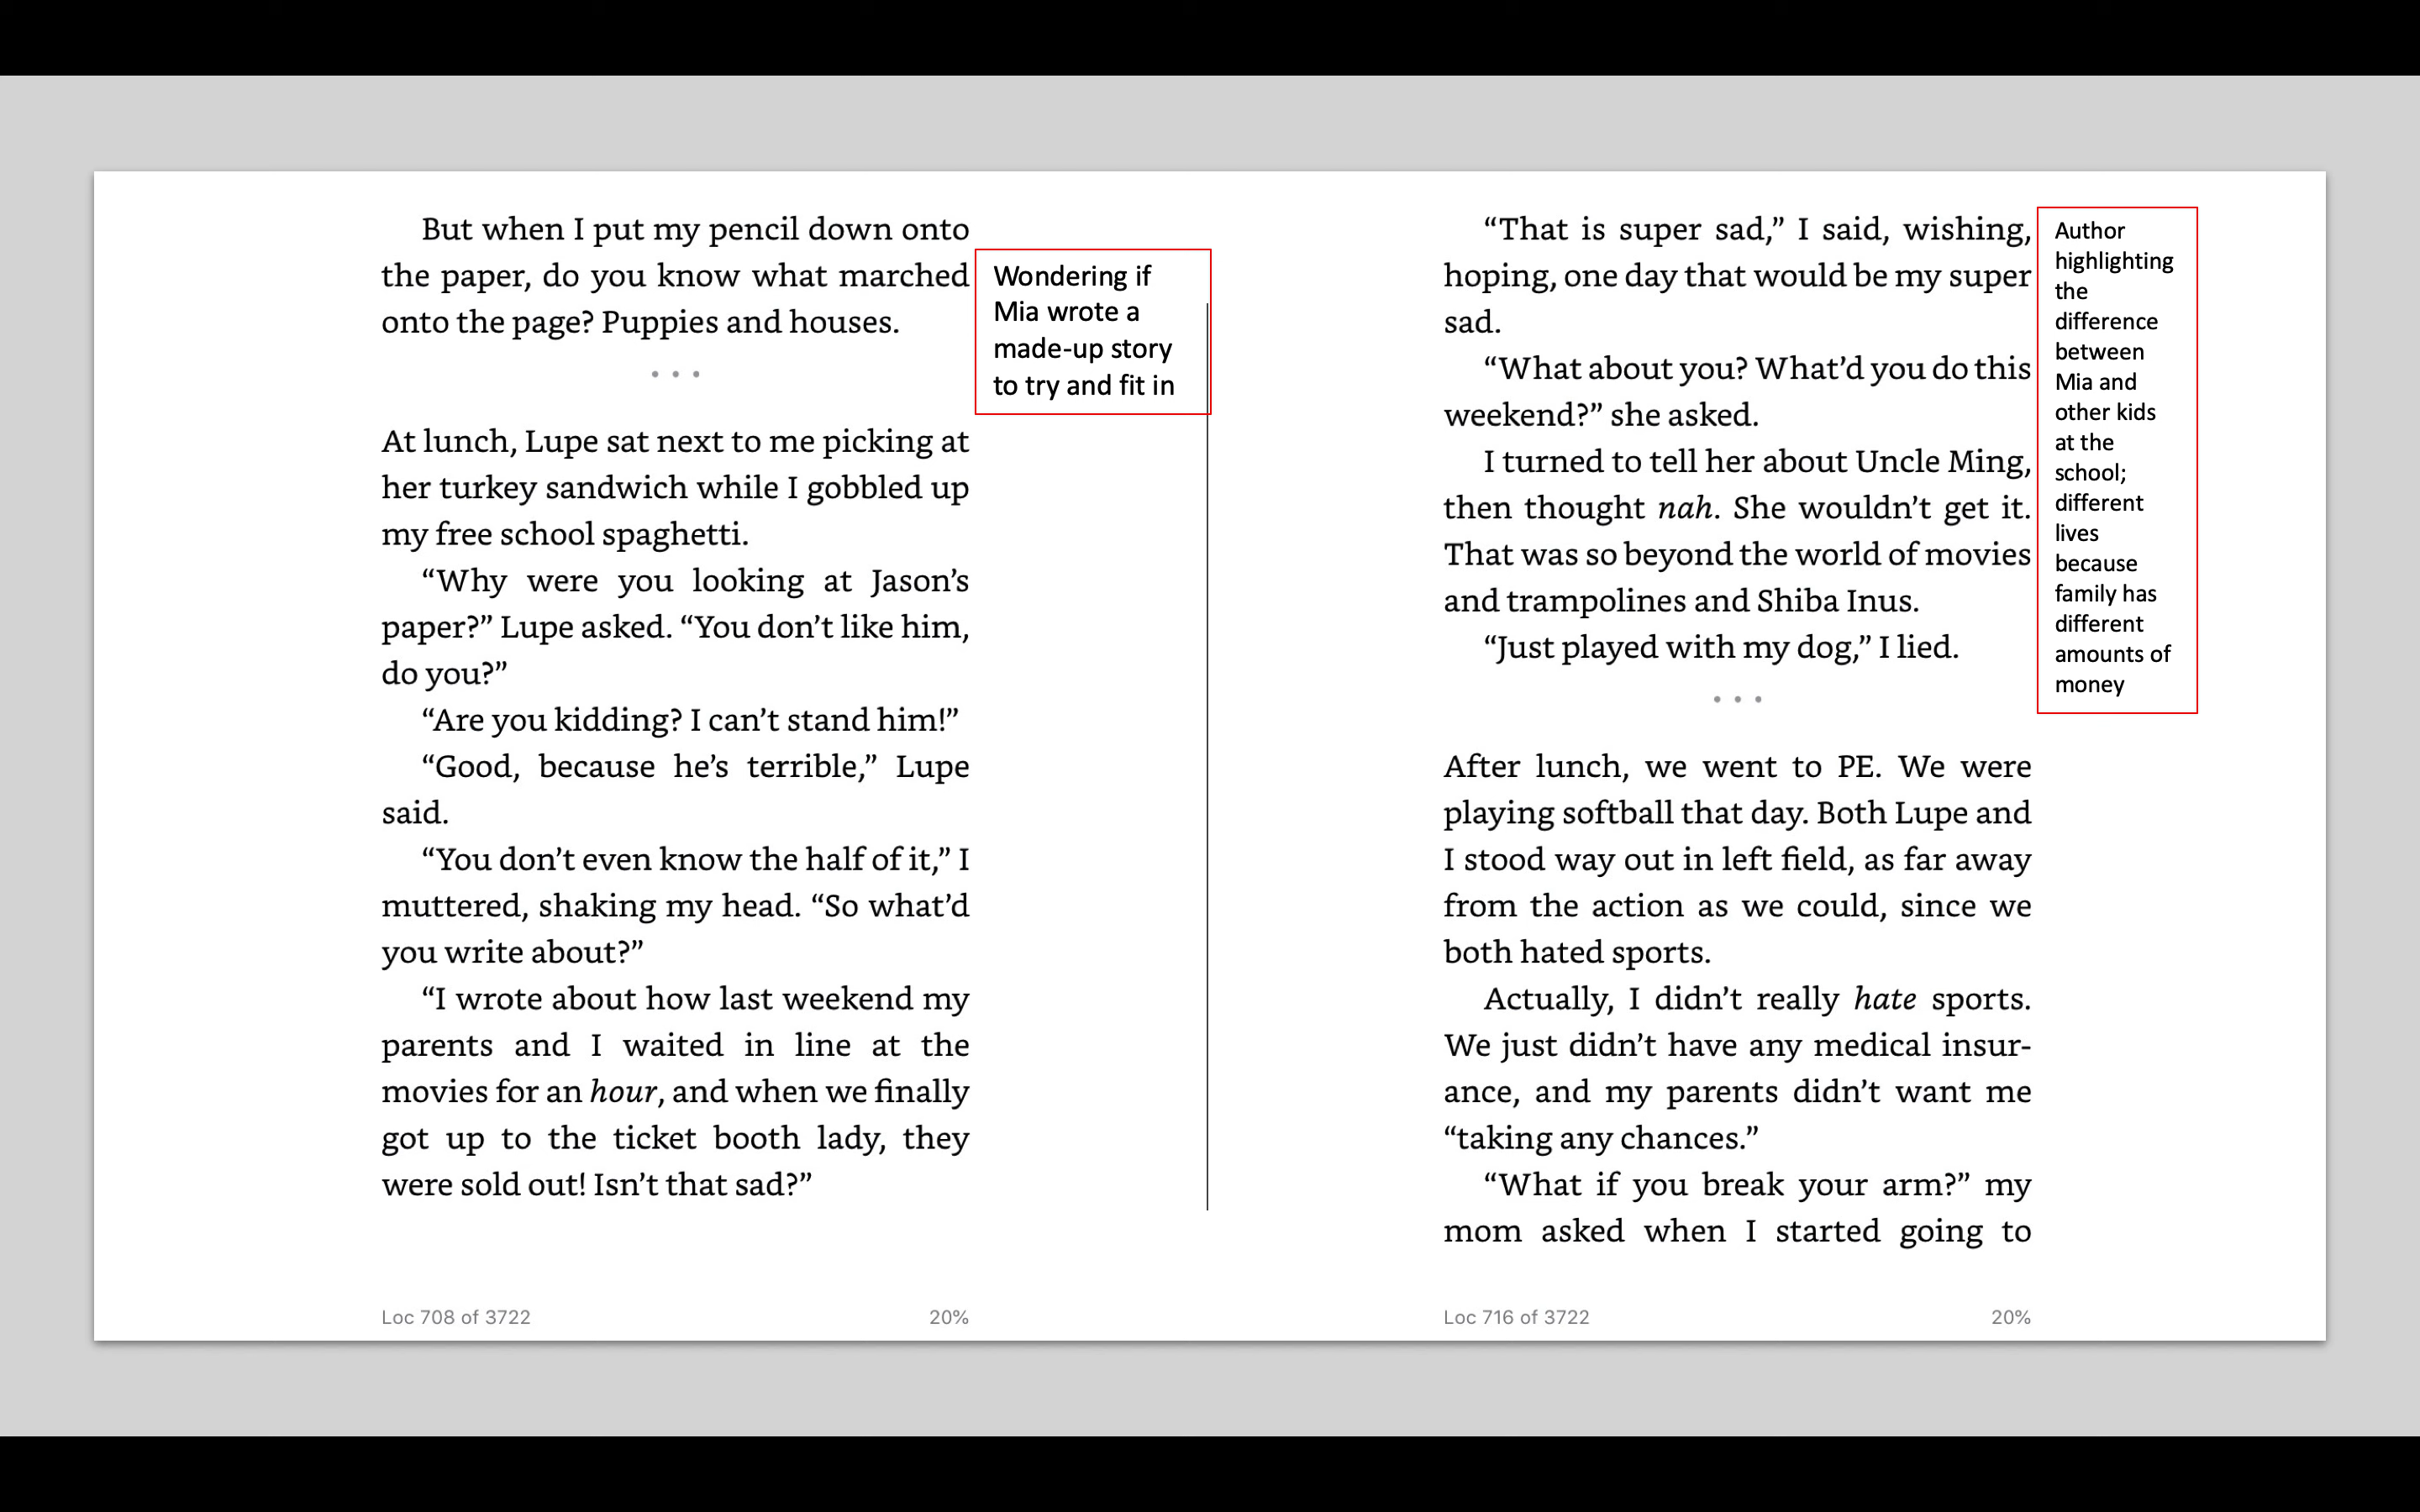 But when I put my pencil down onto
the paper, do you know what marched
onto the page? Puppies and houses.
• • •
At lunch, Lupe sat next to me picking at
her turkey sandwich while I gobbled up
my free school spaghetti.
“Why were you looking at Jason’s
paper?” Lupe asked. “You don’t like him,
do you?”
“Are you kidding? I can’t stand him!”
“Good, because he’s terrible,” Lupe
said.
“You don’t even know the half of it,” I
muttered, shaking my head. “So what’d
you write about?”
“I wrote about how last weekend my
parents and I waited in line at the
movies for an hour, and when we finally
got up to the ticket booth lady, they
were sold out! Isn’t that sad?”
Loc 708 of 3722 20%
Wondering if
Mia wrote a
made-up story
to try and fit in
“That is super sad,” I said, wishing,
hoping, one day that would be my super
sad.
“What about you? What’d you do this
weekend?” she asked.
I turned to tell her about Uncle Ming,
then thought nah. She wouldn’t get it.
That was so beyond the world of movies
and trampolines and Shiba Inus.
“Just played with my dog,” I lied.
• • •
After lunch, we went to PE. We were
playing softball that day. Both Lupe and
I stood way out in left field, as far away
from the action as we could, since we
both hated sports.
Actually, I didn’t really hate sports.
We just didn’t have any medical insur-
ance, and my parents didn’t want me
“taking any chances.”
“What if you break your arm?” my
mom asked when I started going to
Loc 716 of 3722 20%
Author
highlighting
the
difference
between
Mia and
other kids
at the
school;
different
lives
because
family has
different
amounts of
money